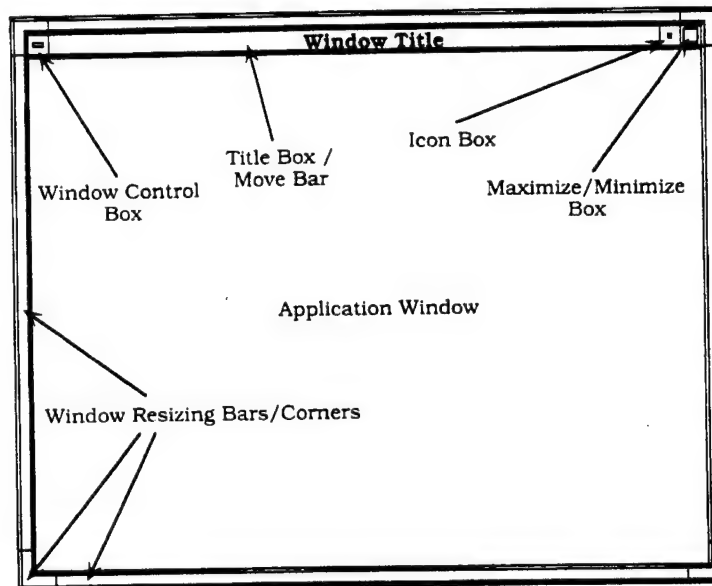 Window Title
Icon Box
Title Box /
Move Bar
Window Control
Box
Maximize/Minimize
Box
Application Window
Window Resizing Bars/Corners